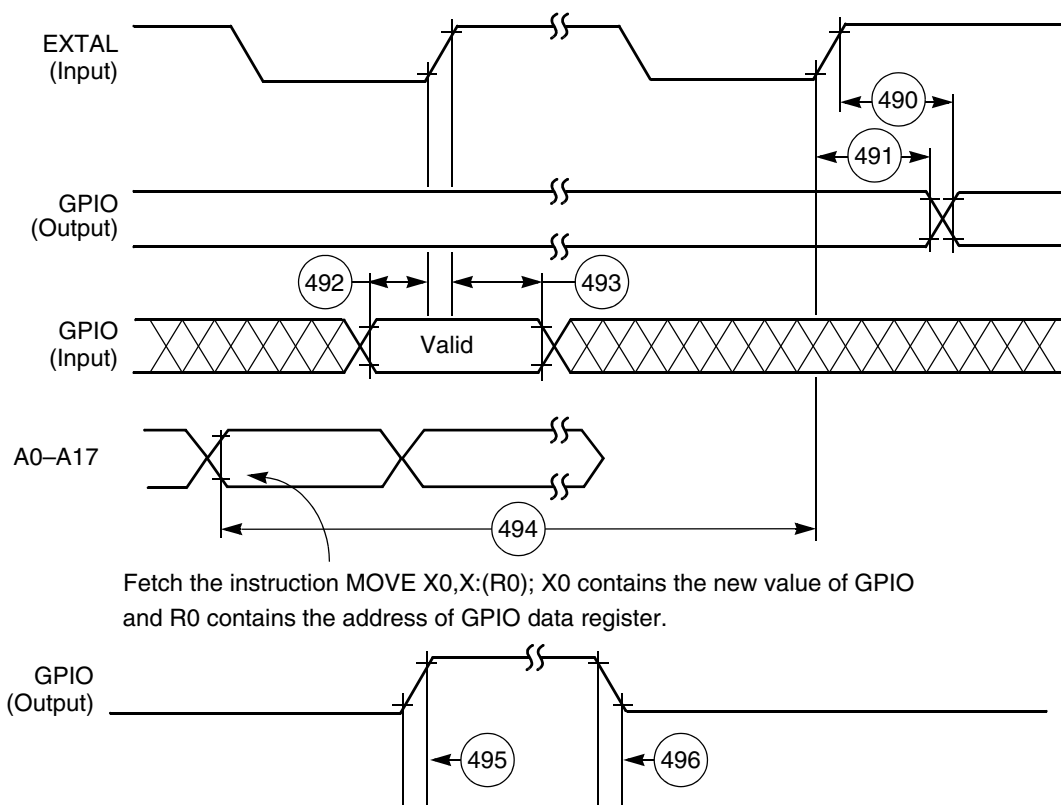 EXTAL
(Input)
490
491
GPIO
(Output)
492
493
GPIO
(Input)
Valid
A0–A17
494
Fetch the instruction MOVE X0,X:(R0); X0 contains the new value of GPIO
and R0 contains the address of GPIO data register.
GPIO
(Output)
495
496